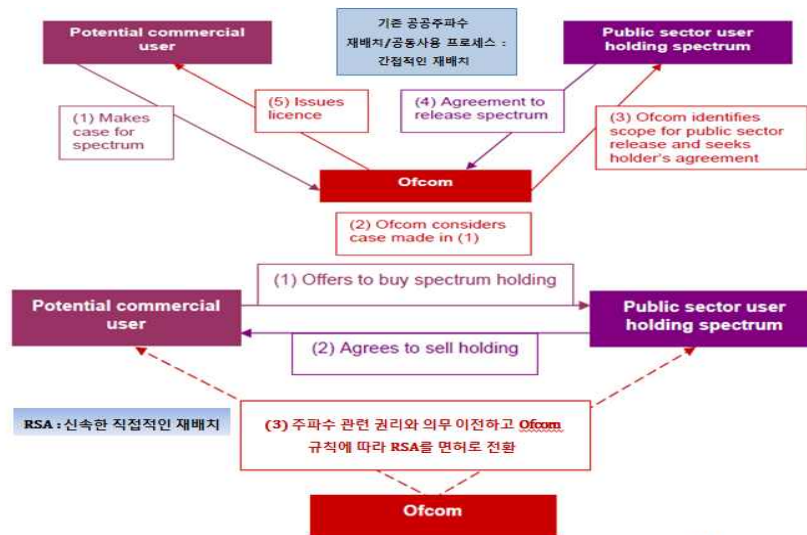 Potential commercial
user
기존 공공주파수
재배치/공동사용 프로세스 :
간접적인 재배치
Public sector user
holding spectrum
(1) Makes
case for
spectrum
(5) Issues
licence
(4) Agreement to
release spectrum
(3) Ofcom identifies
scope for public sector
release and seeks
holder's agreement
Ofcom
(2) Ofcom considers
case made in (1)
(1) Offers to buy spectrum holding
Potential commercial
user
Public sector user
holding spectrum
(2) Agrees to sell holding
RSA : 신속한 직접적인 재배치
(3) 주파수 관련 권리와 의무 이전하고 Ofcom
규칙에 따라 RSA를 면허로 전환
Ofcom